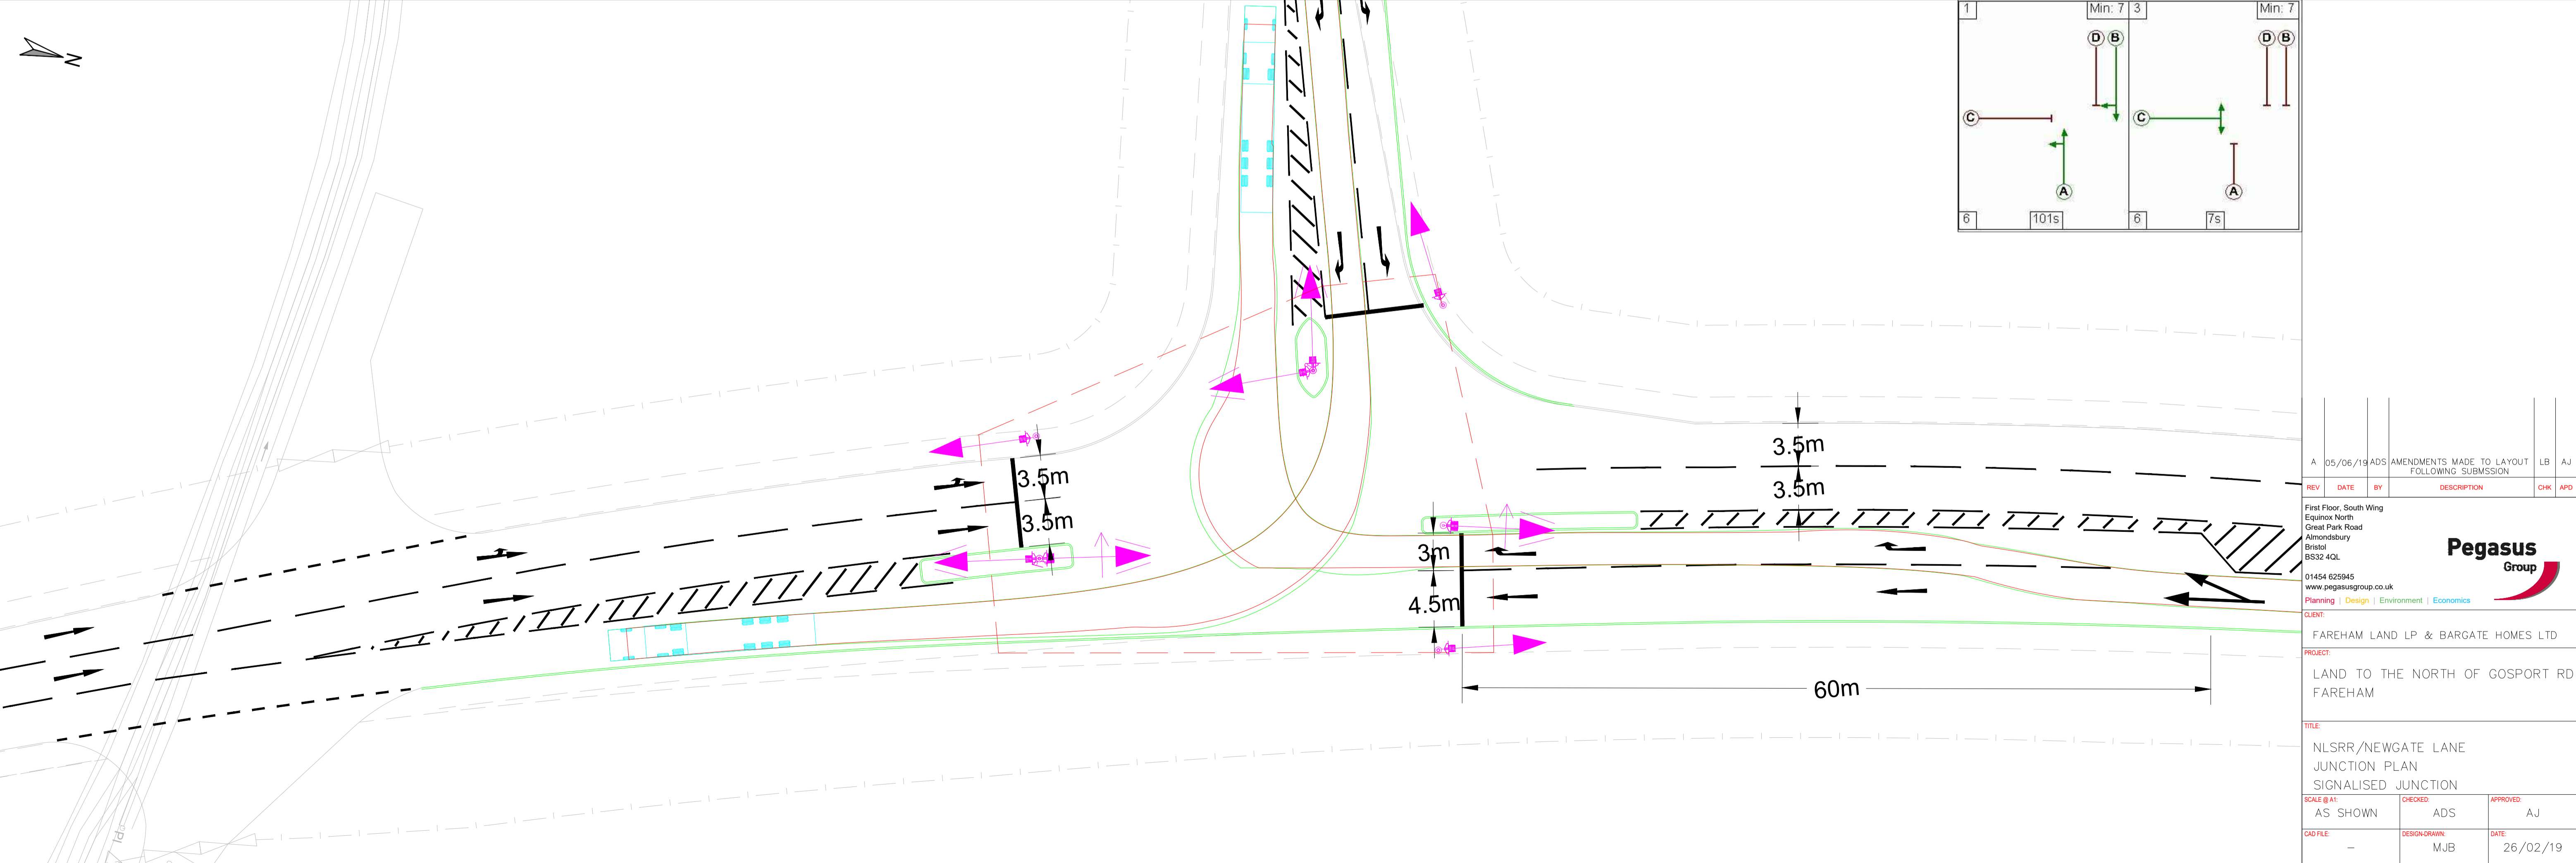 N
1
Min: 7
3
Min: 7
D B
D B
C
C
A
A
6
101s
6
7s
3.5m
3.5m
3.5m
3.5m
3m
4.5m
60m
A 05/06/19 ADS AMENDMENTS MADE TO LAYOUT LB AJ
FOLLOWING SUBMSSION
REV DATE BY DESCRIPTION CHK APD
First Floor, South Wing
Equinox North
Great Park Road
Almondsbury
Bristol
BS32 4QL
01454 625945
www.pegasusgroup.co.uk
Pegasus
Group
Planning | Design | Environment | Economics
CLIENT:
FAREHAM LAND LP & BARGATE HOMES LTD
PROJECT:
LAND TO THE NORTH OF GOSPORT RD
FAREHAM
TITLE:
NLSRR/NEWGATE LANE
JUNCTION PLAN
SIGNALISED JUNCTION
SCALE @ A1: CHECKED: APPROVED:
AS SHOWN ADS AJ
CAD FILE: DESIGN-DRAWN: DATE:
- MJB 26/02/19